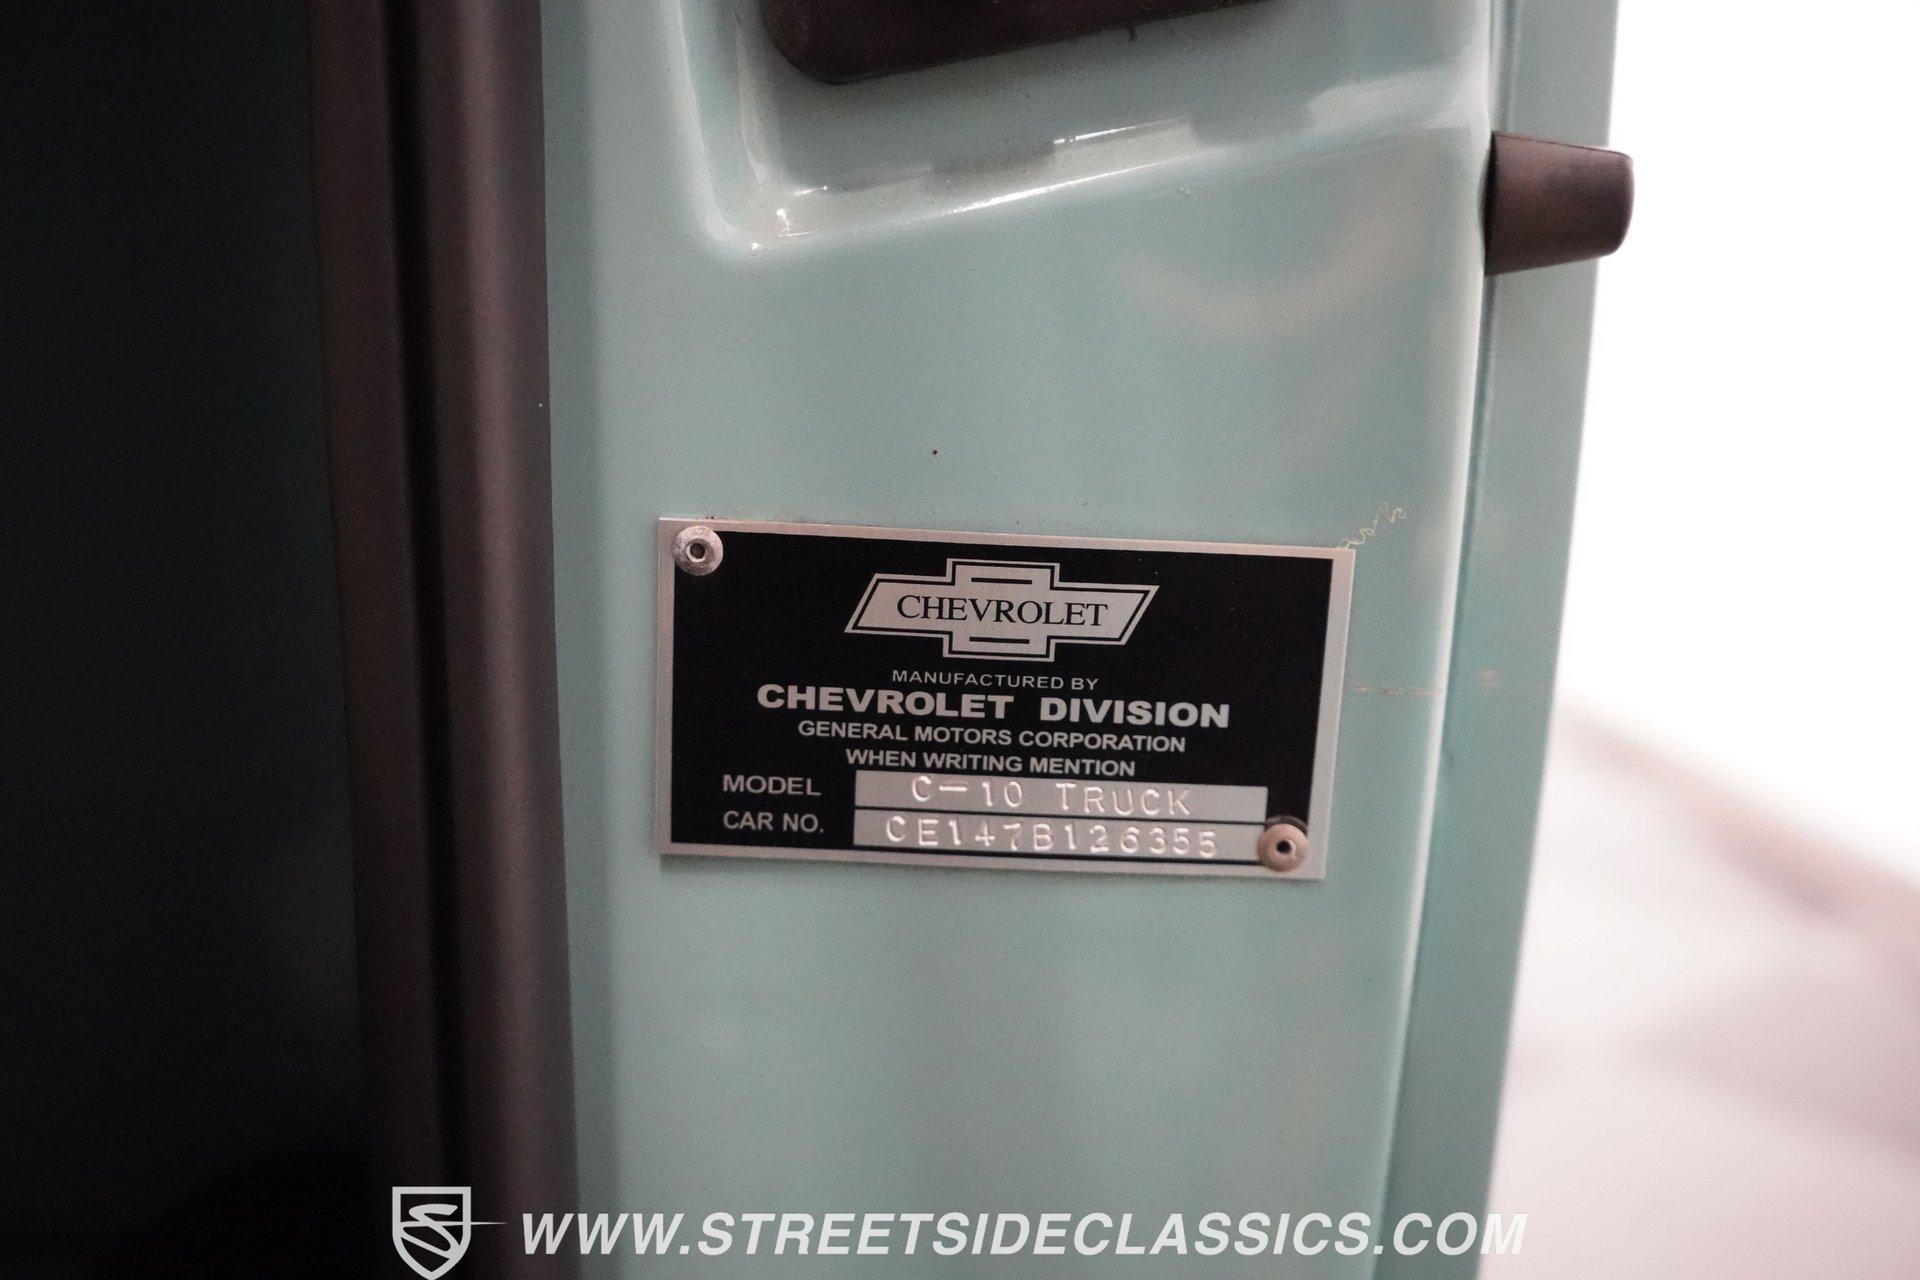 CHEVROLET
MANUFACTURED BY
CHEVROLET DIVISION
GENERAL MOTORS CORPORATION
WHEN WRITING MENTION
MODEL C-10 TRUCK
CAR NO. CE147B126355
WWW.STREETSIDECLASSICS.COM